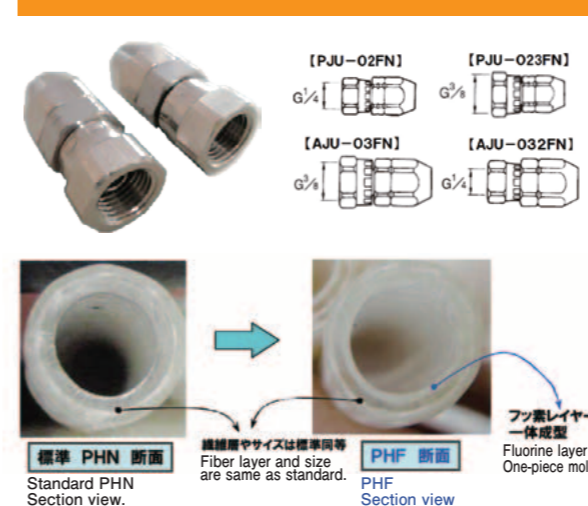 【PJU-02FN】
【PJU-023FN】
G1/4
G3/8
【AJU-03FN】
【AJU-032FN】
G3/8
G1/4
繊維層やサイズは標準同等
Fiber layer and size
are same as standard.
フッ素レイヤー
一体成型
Fluorine layer
One-piece mol
標準 PHN 断面
Standard PHN
Section view.
PHF 断面
PHF
Section view